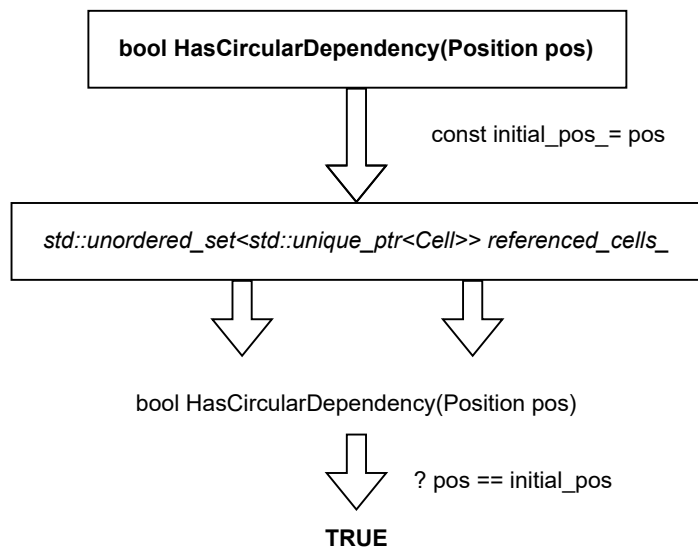 bool HasCircularDependency(Position pos)
const initial_pos_= pos
std::unordered_set<std::unique_ptr<Cell>> referenced_cells_
bool HasCircularDependency(Position pos)
? pos == initial_pos
TRUE